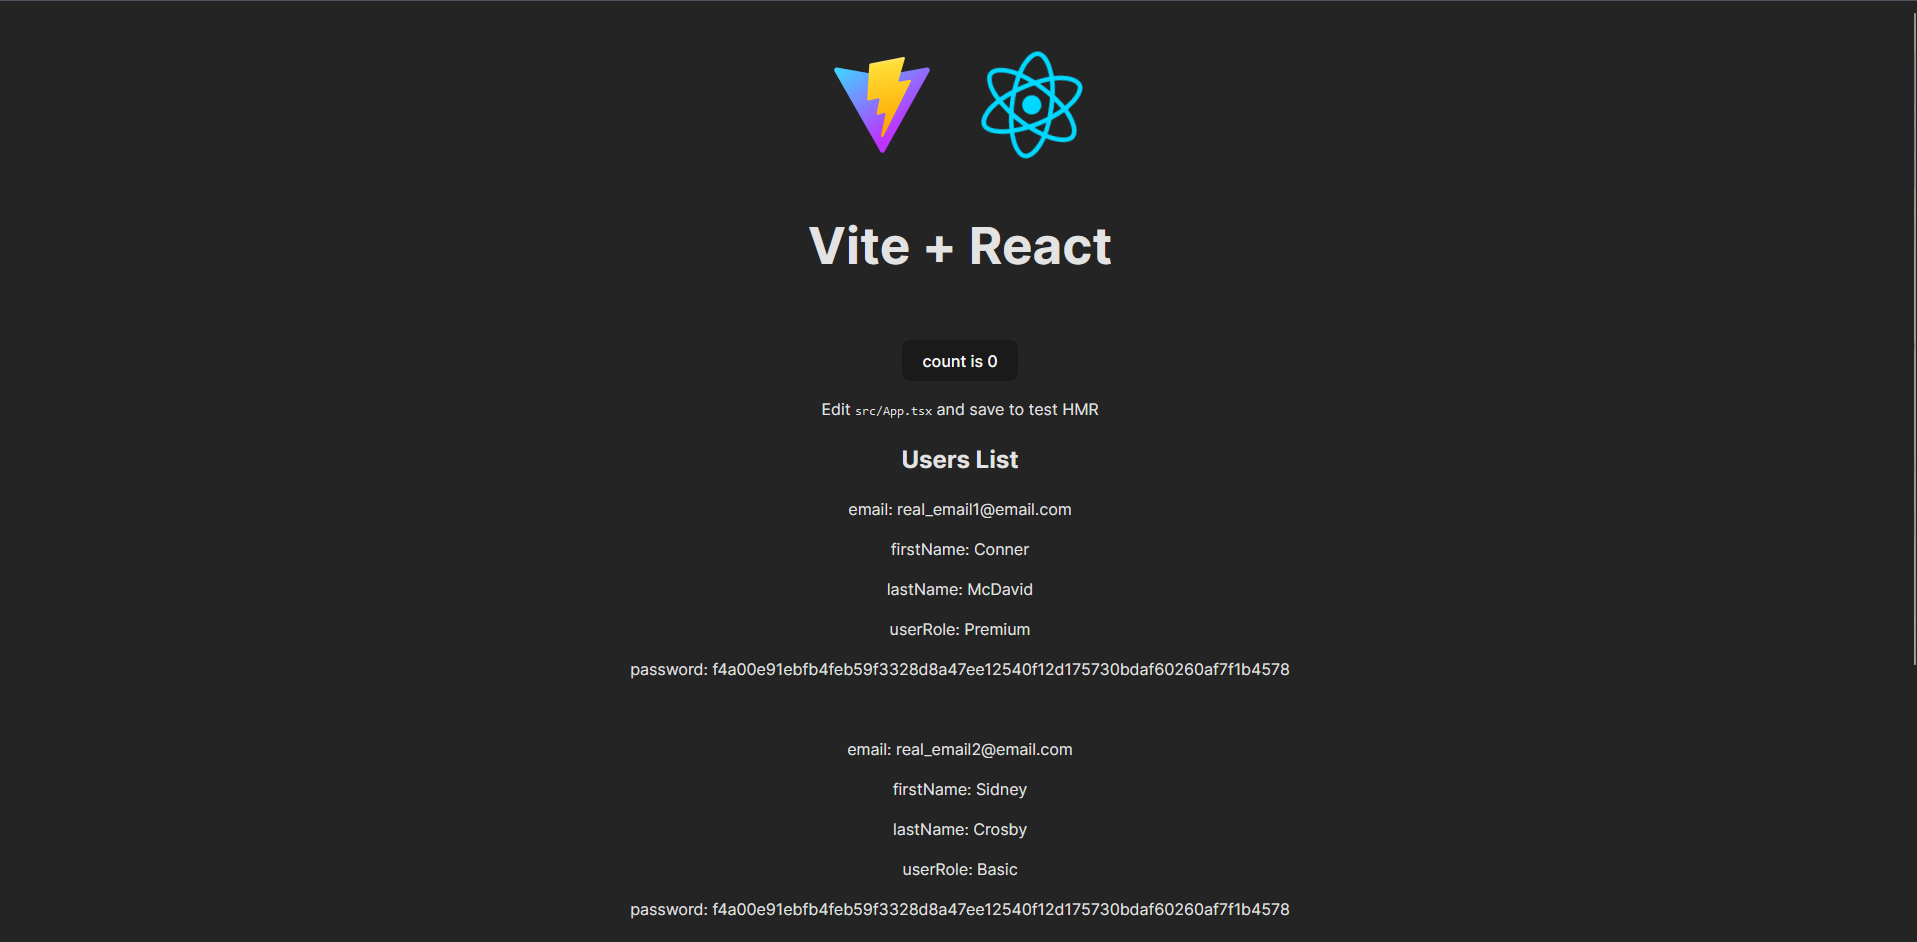 Vite + React
count is 0
Edit src/App.tsx and save to test HMR
Users List
email: real_email1@email.com
firstName: Conner
lastName: McDavid
userRole: Premium
password: f4a00e91ebfb4feb59f3328d8a47ee12540f12d175730bdaf60260af7f1b4578
email: real_email2@email.com
firstName: Sidney
lastName: Crosby
userRole: Basic
password: f4a00e91ebfb4feb59f3328d8a47ee12540f12d175730bdaf60260af7f1b4578